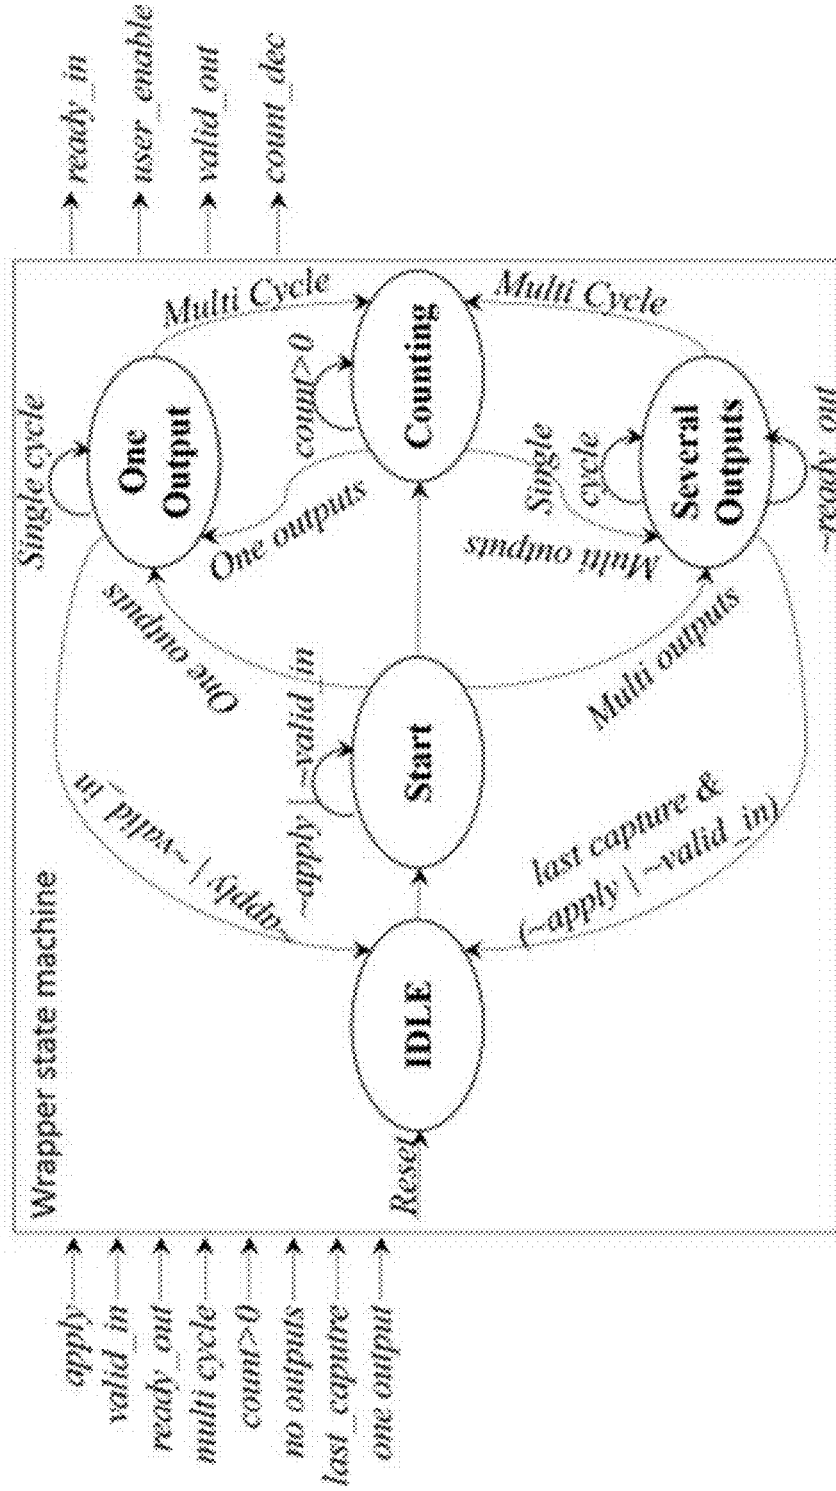 Wrapper state machine
apply
valid_in
ready_out
multi cycle
count>0
no outputs
last_caputre
one output
Reset
IDLE
~apply | ~valid_in
Start
~apply | ~valid_in
last capture &
(~apply | ~valid_in)
One outputs
Multi outputs
Single cycle
One
Output
One outputs
count>0
Counting
Multi Cycle
Multi Cycle
Multi outputs
Single
cycle
Several
Outputs
~ready_out
ready_in
user_enable
valid_out
count_dec